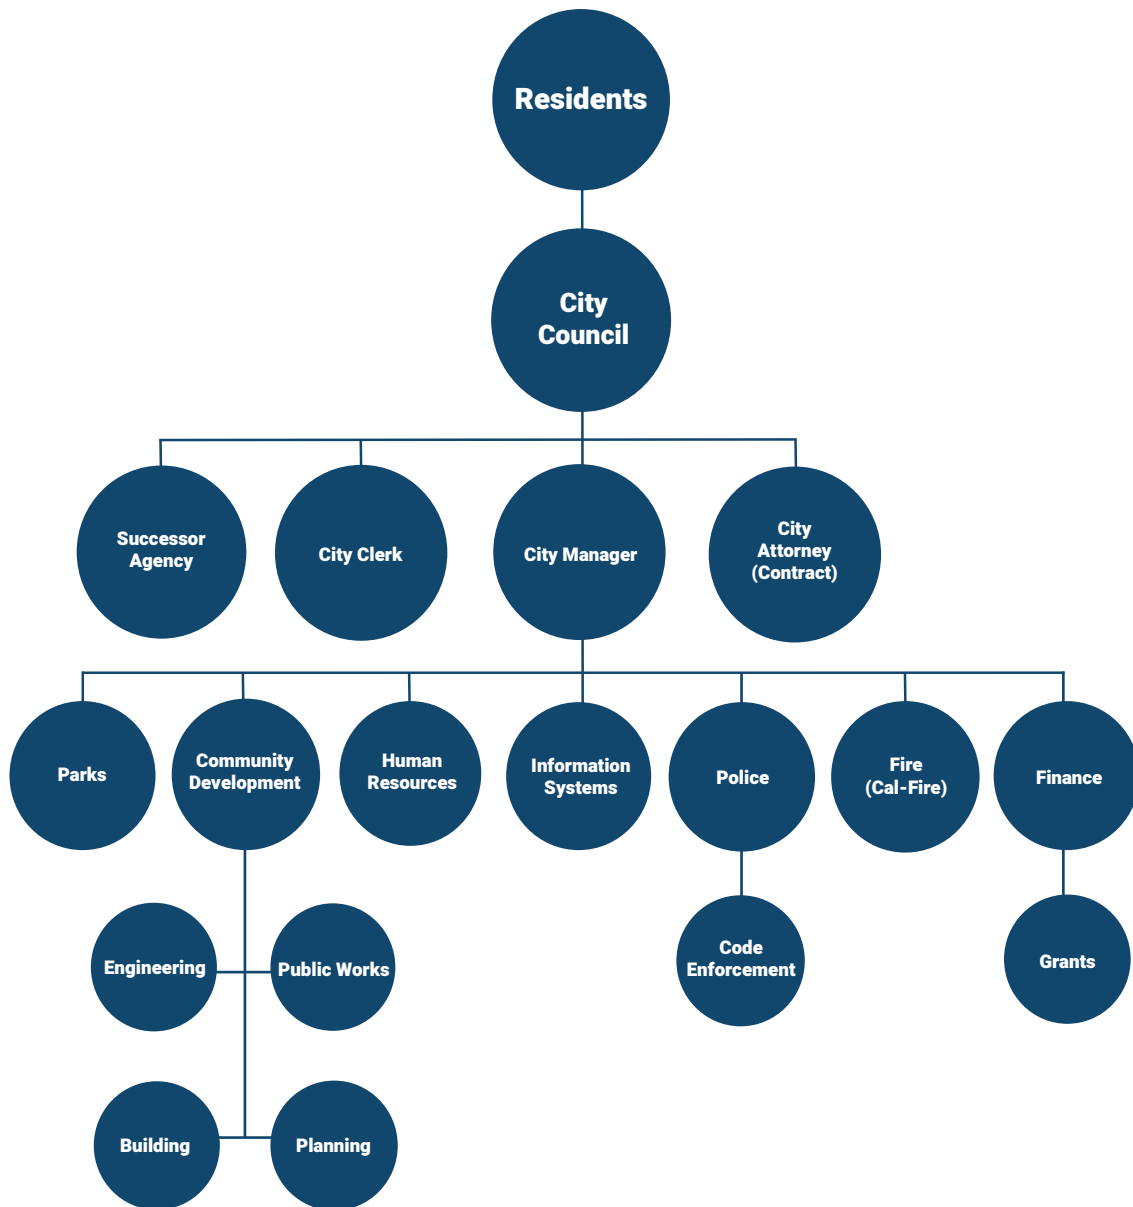 Residents
City
Council
Successor
Agency
City Clerk
City Manager
City
Attorney
(Contract)
Parks
Community
Development
Human
Resources
Information
Systems
Police
Fire
(Cal-Fire)
Finance
Engineering
Public Works
Code
Enforcement
Grants
Building
Planning